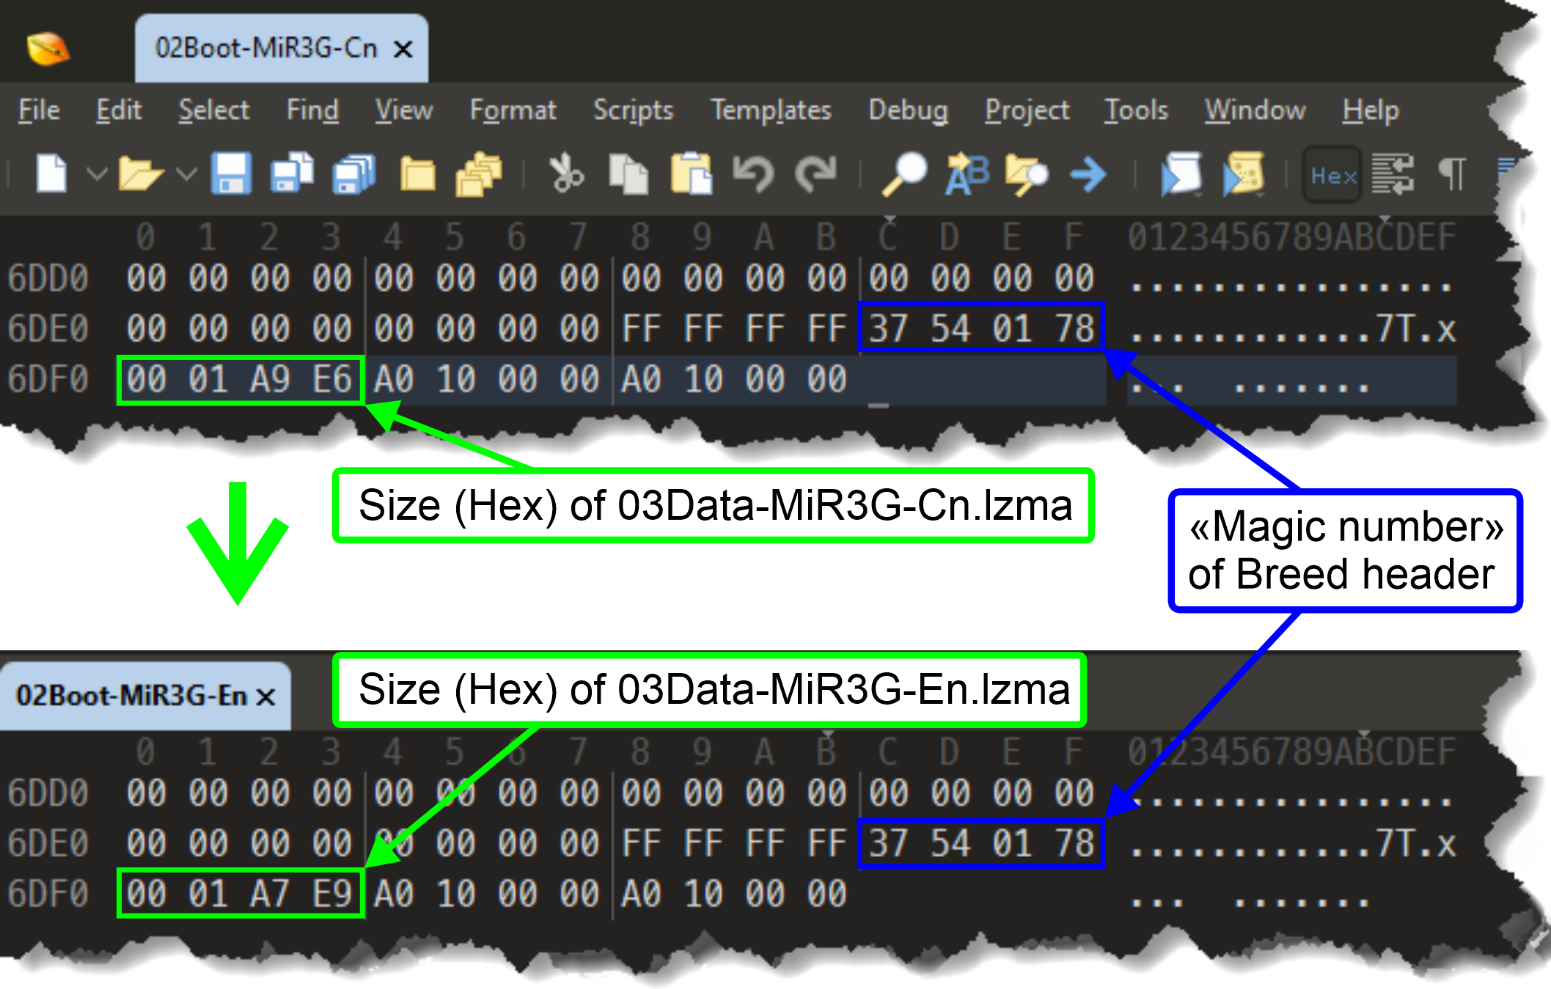 02Boot-MiR3G-Cn ×
File Edit Select Find View Format Scripts Templates Debug Project Tools Window Help
Hex
0 1 2 3 4 5 6 7 8 9 A B C D E F 0123456789ABCDEF
6DD0 00 00 00 00 00 00 00 00 00 00 00 00 00 00 00 00 ................
6DE0 00 00 00 00 00 00 00 00 FF FF FF FF 37 54 01 78 ............7T.x
6DF0 00 01 A9 E6 A0 10 00 00 A0 10 00 00 ... .......
Size (Hex) of 03Data-MiR3G-Cn.lzma
«Magic number»
of Breed header
02Boot-MiR3G-En ×
Size (Hex) of 03Data-MiR3G-En.lzma
0 1 2 3 4 5 6 7 8 9 A B C D E F 0123456789ABCDEF
6DD0 00 00 00 00 00 00 00 00 00 00 00 00 00 00 00 00 ................
6DE0 00 00 00 00 00 00 00 00 FF FF FF FF 37 54 01 78 ............7T.x
6DF0 00 01 A7 E9 A0 10 00 00 A0 10 00 00 ... .......